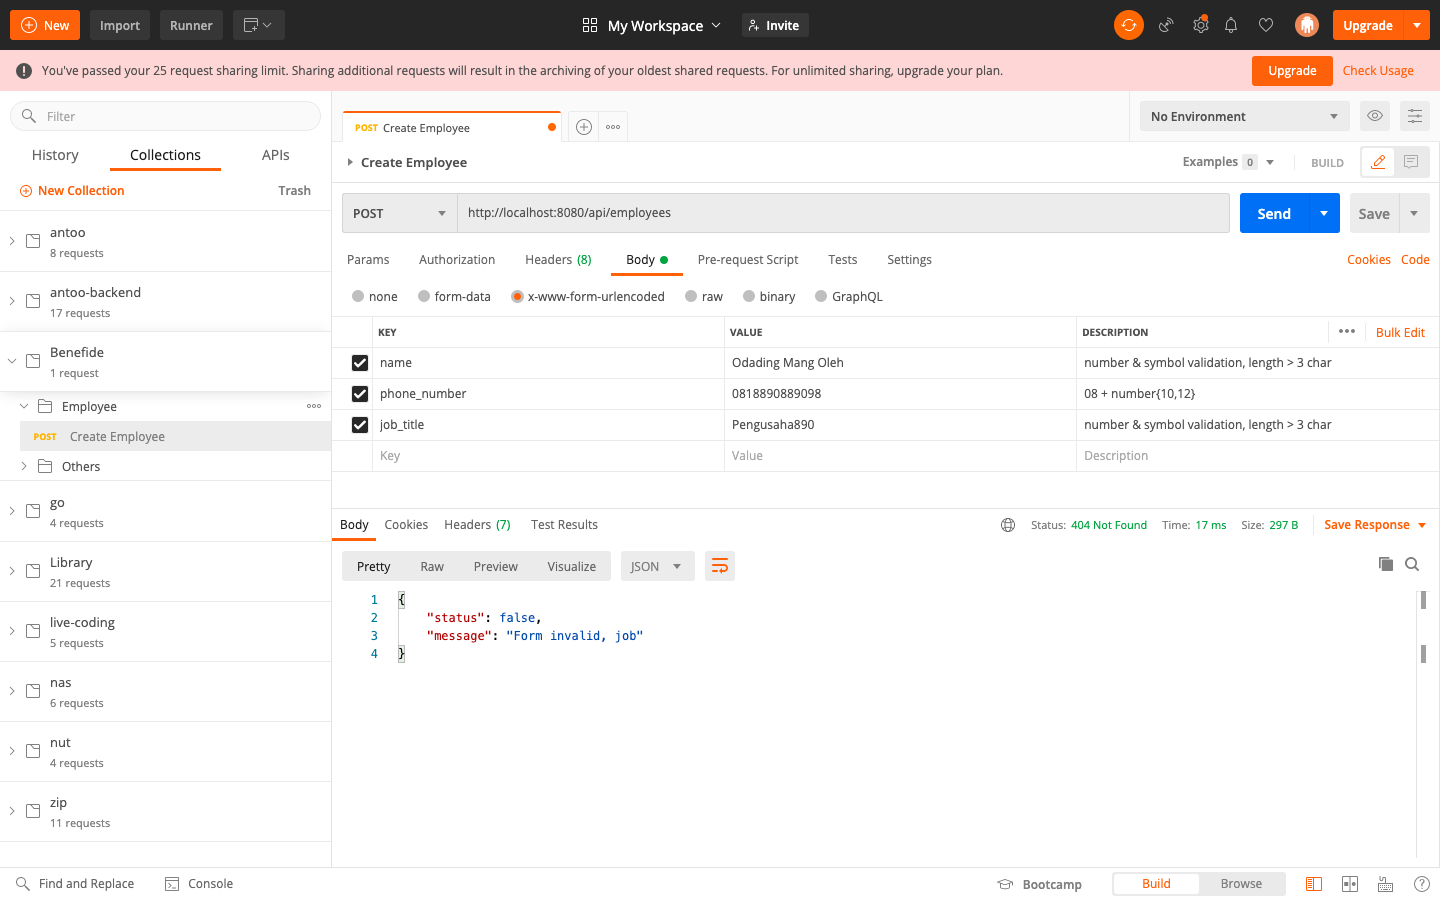 New
Import
Runner
My Workspace
Invite
Upgrade
You've passed your 25 request sharing limit. Sharing additional requests will result in the archiving of your oldest shared requests. For unlimited sharing, upgrade your plan.
Upgrade
Check Usage
Filter
History
Collections
APIs
New Collection
Trash
antoo
8 requests
antoo-backend
17 requests
Benefide
1 request
Employee
POST Create Employee
Others
go
4 requests
Library
21 requests
live-coding
5 requests
nas
6 requests
nut
4 requests
zip
11 requests
POST Create Employee
No Environment
Create Employee
Examples 0
BUILD
POST
http://localhost:8080/api/employees
Send
Save
Params
Authorization
Headers (8)
Body
Pre-request Script
Tests
Settings
Cookies
Code
none
form-data
x-www-form-urlencoded
raw
binary
GraphQL
KEY VALUE DESCRIPTION
Bulk Edit
name Odading Mang Oleh number & symbol validation, length > 3 char
phone_number 0818890889098 08 + number{10,12}
job_title Pengusaha890 number & symbol validation, length > 3 char
Key Value Description
Body
Cookies
Headers (7)
Test Results
Status: 404 Not Found
Time: 17 ms
Size: 297 B
Save Response
Pretty
Raw
Preview
Visualize
JSON
1 {
2 "status": false,
3 "message": "Form invalid, job"
4 }
Find and Replace
Console
Bootcamp
Build
Browse